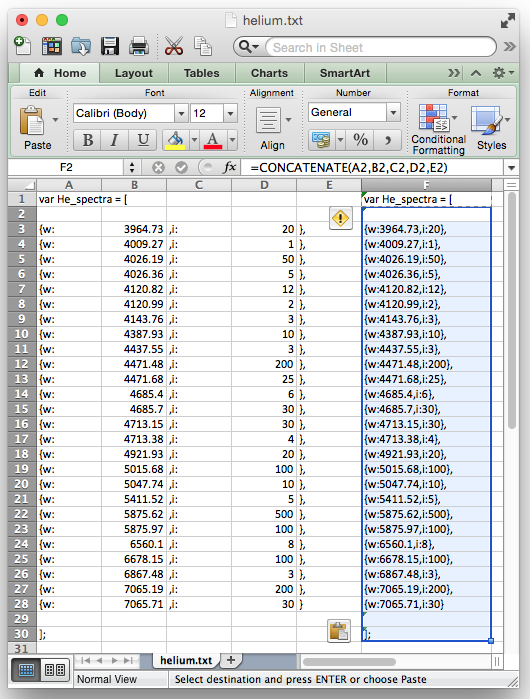 helium.txt
Search in Sheet
Home Layout Tables Charts SmartArt
Edit Font Alignment Number Format
Paste Calibri (Body) 12 Align General Conditional Formatting Styles
B I U A % ,
F2 fx =CONCATENATE(A2,B2,C2,D2,E2)
A B C D E F
1 var He_spectra = [ var He_spectra = [
2
3 {w: 3964.73 ,i: 20 }, {w:3964.73,i:20},
4 {w: 4009.27 ,i: 1 }, {w:4009.27,i:1},
5 {w: 4026.19 ,i: 50 }, {w:4026.19,i:50},
6 {w: 4026.36 ,i: 5 }, {w:4026.36,i:5},
7 {w: 4120.82 ,i: 12 }, {w:4120.82,i:12},
8 {w: 4120.99 ,i: 2 }, {w:4120.99,i:2},
9 {w: 4143.76 ,i: 3 }, {w:4143.76,i:3},
10 {w: 4387.93 ,i: 10 }, {w:4387.93,i:10},
11 {w: 4437.55 ,i: 3 }, {w:4437.55,i:3},
12 {w: 4471.48 ,i: 200 }, {w:4471.48,i:200},
13 {w: 4471.68 ,i: 25 }, {w:4471.68,i:25},
14 {w: 4685.4 ,i: 6 }, {w:4685.4,i:6},
15 {w: 4685.7 ,i: 30 }, {w:4685.7,i:30},
16 {w: 4713.15 ,i: 30 }, {w:4713.15,i:30},
17 {w: 4713.38 ,i: 4 }, {w:4713.38,i:4},
18 {w: 4921.93 ,i: 20 }, {w:4921.93,i:20},
19 {w: 5015.68 ,i: 100 }, {w:5015.68,i:100},
20 {w: 5047.74 ,i: 10 }, {w:5047.74,i:10},
21 {w: 5411.52 ,i: 5 }, {w:5411.52,i:5},
22 {w: 5875.62 ,i: 500 }, {w:5875.62,i:500},
23 {w: 5875.97 ,i: 100 }, {w:5875.97,i:100},
24 {w: 6560.1 ,i: 8 }, {w:6560.1,i:8},
25 {w: 6678.15 ,i: 100 }, {w:6678.15,i:100},
26 {w: 6867.48 ,i: 3 }, {w:6867.48,i:3},
27 {w: 7065.19 ,i: 200 }, {w:7065.19,i:200},
28 {w: 7065.71 ,i: 30 } {w:7065.71,i:30}
29
30 ]; ];
31
helium.txt +
Normal View Select destination and press ENTER or choose Paste